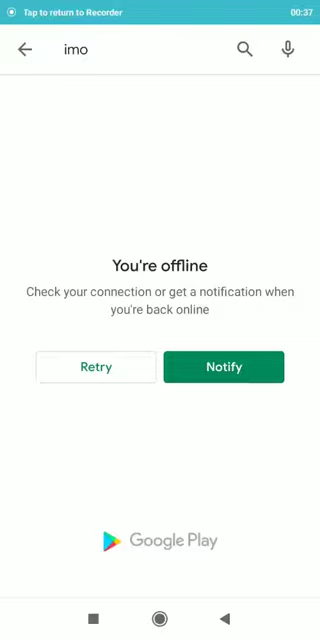 Tap to return to Recorder 00:37
imo
You're offline
Check your connection or get a notification when
you're back online
Retry Notify
Google Play